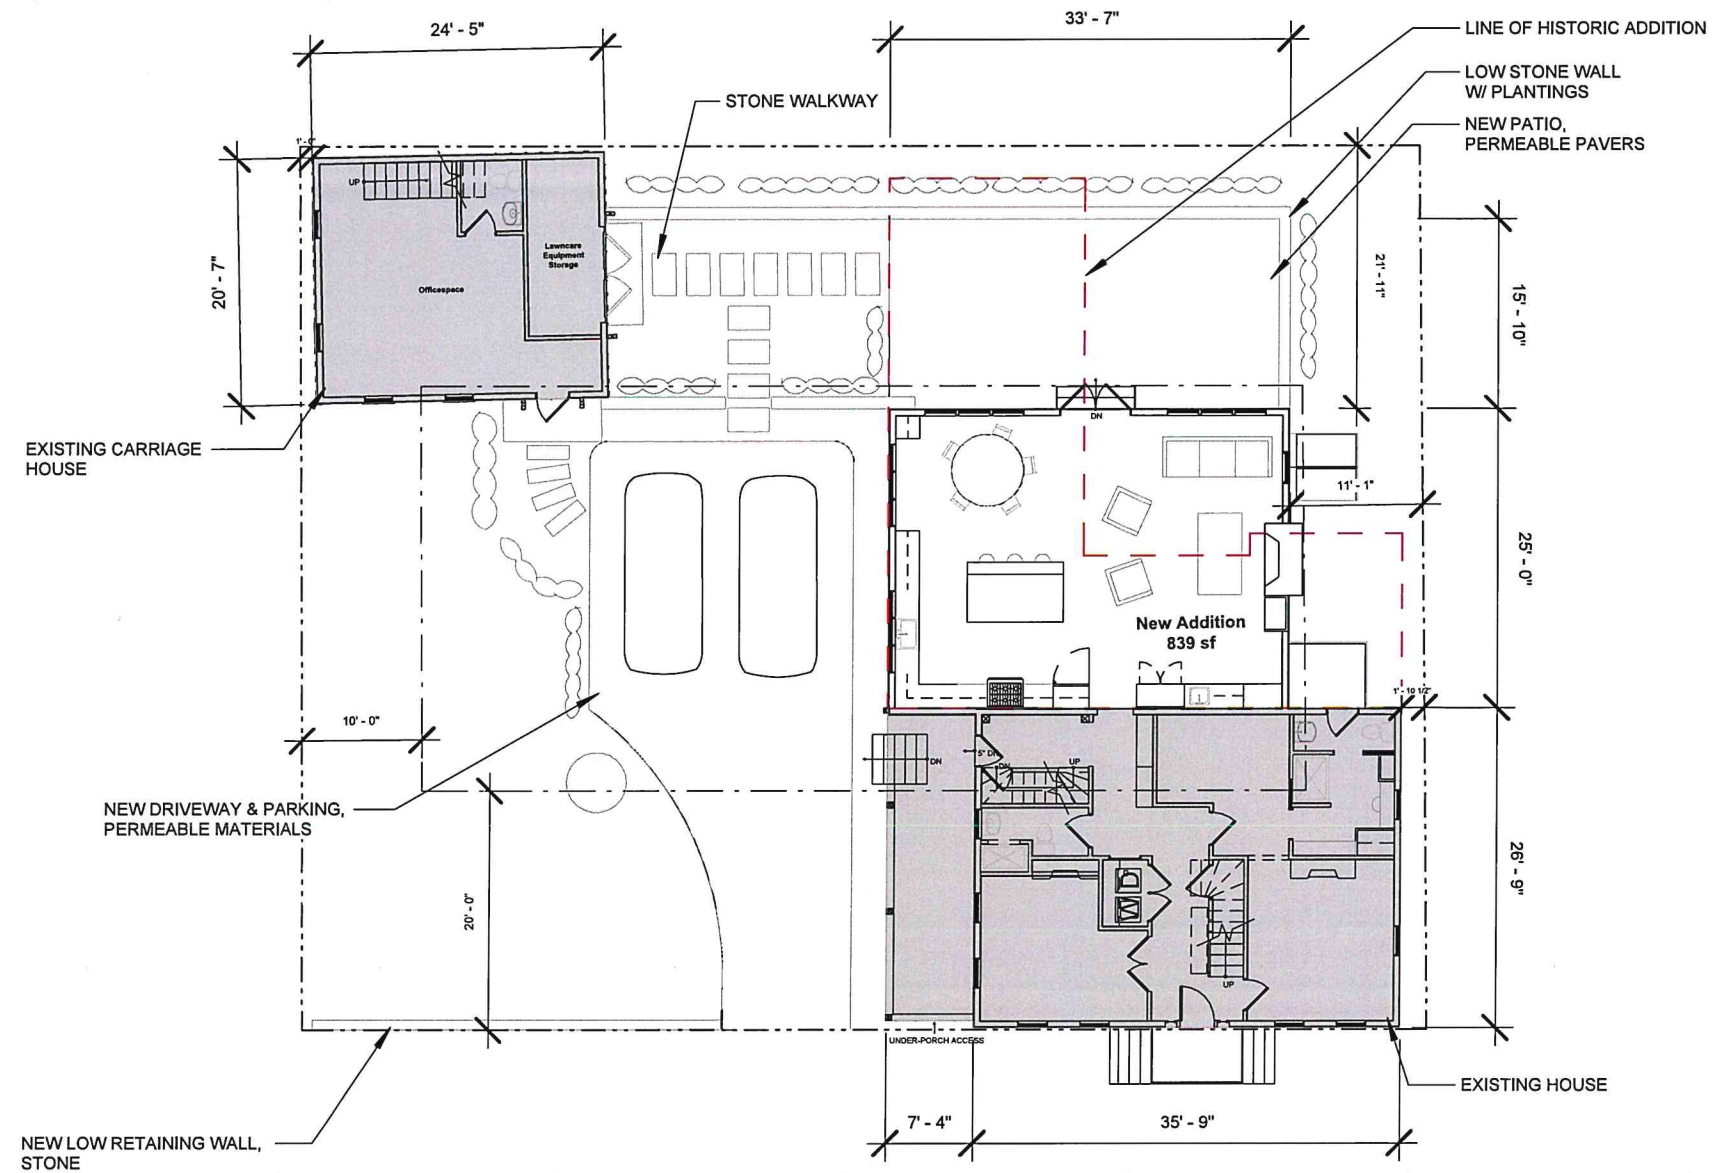 24' - 5"
33' - 7"
LINE OF HISTORIC ADDITION
LOW STONE WALL
W/ PLANTINGS
STONE WALKWAY
NEW PATIO,
PERMEABLE PAVERS
UP
Lawncare
Equipment
Storage
Officespace
20' - 7"
21' - 11"
15' - 10"
DN
EXISTING CARRIAGE
HOUSE
11' - 1"
25' - 0"
New Addition
839 sf
1' - 10 1/2"
10' - 0"
DN
5" DN
DN
UP
NEW DRIVEWAY & PARKING,
PERMEABLE MATERIALS
20' - 0"
26' - 9"
D
W
UP
UNDER-PORCH ACCESS
EXISTING HOUSE
7' - 4"
35' - 9"
NEW LOW RETAINING WALL,
STONE